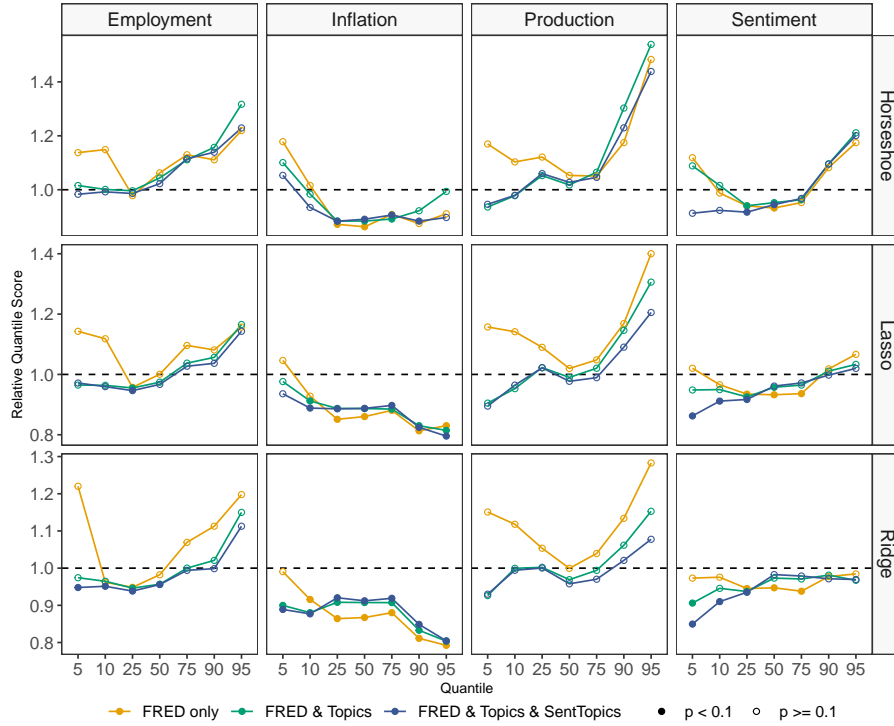 Employment Inflation Production Sentiment
Horseshoe
1.4
1.2
1.0
Lasso
1.4
1.2
1.0
0.8
Ridge
1.3
1.2
1.1
1.0
0.9
0.8
Relative Quantile Score
5 10 25 50 75 90 95 5 10 25 50 75 90 95 5 10 25 50 75 90 95 5 10 25 50 75 90 95
Quantile
FRED only FRED & Topics FRED & Topics & SentTopics p < 0.1 p >= 0.1